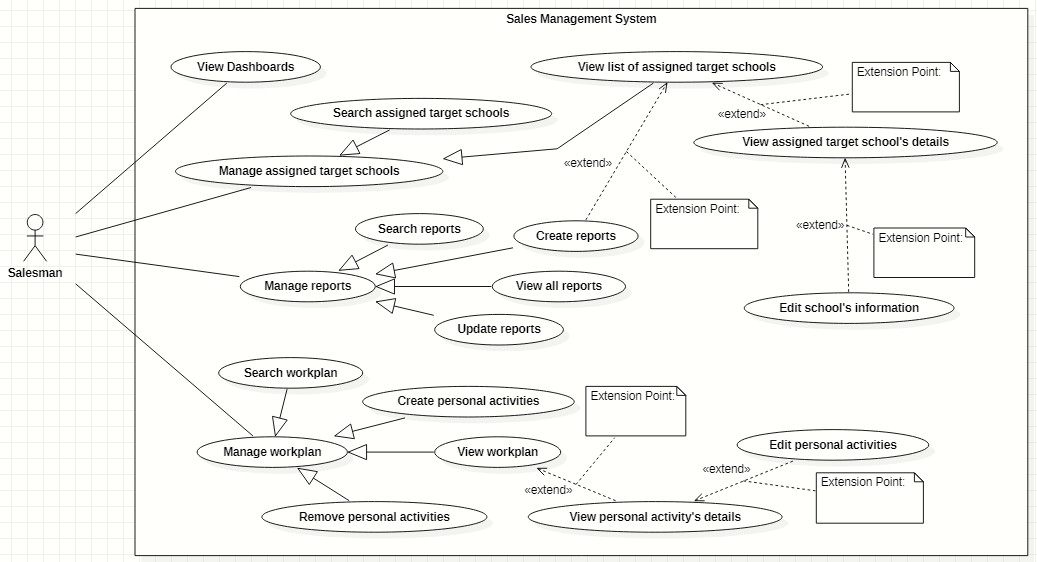 Sales Management System
View Dashboards
View list of assigned target schools
Extension Point:
Search assigned target schools
«extend»
View assigned target school's details
«extend»
Manage assigned target schools
Extension Point:
Search reports
Create reports
«extend»
Extension Point:
Salesman
Manage reports
View all reports
Edit school's information
Update reports
Search workplan
Create personal activities
Extension Point:
Manage workplan
View workplan
Edit personal activities
«extend»
Extension Point:
«extend»
Remove personal activities
View personal activity's details